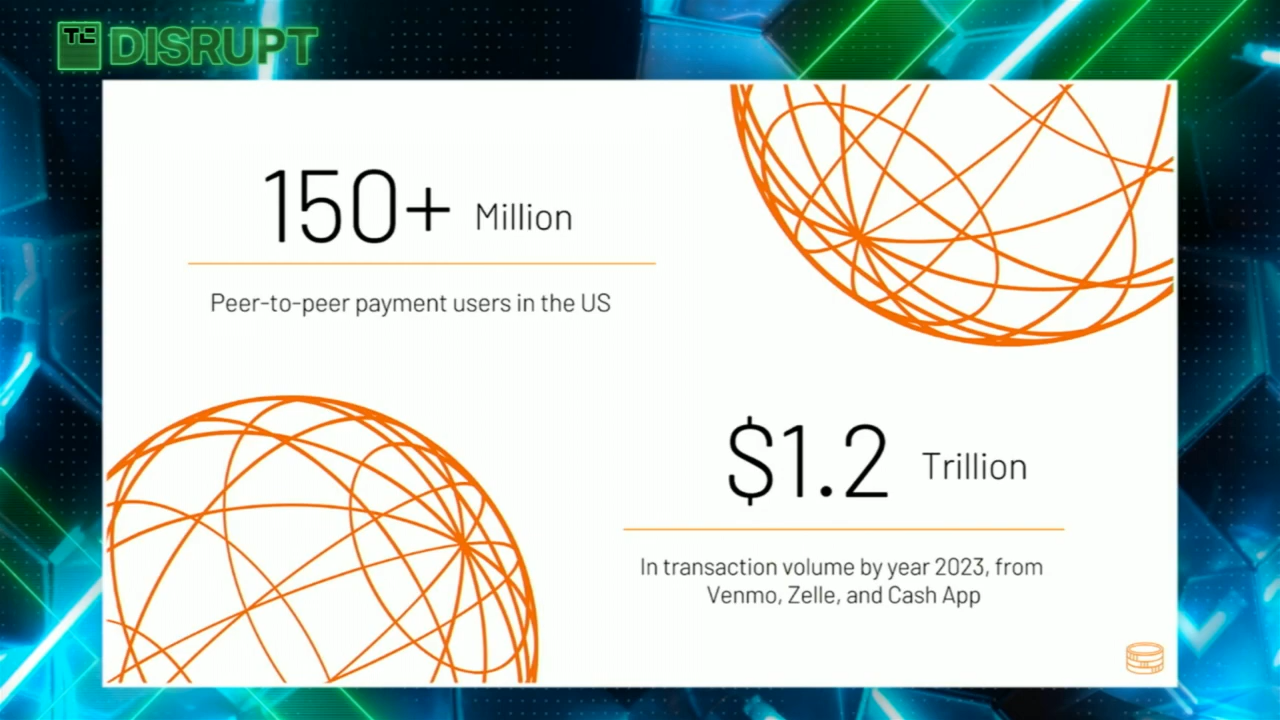 TC DISRUPT
150+ Million
Peer-to-peer payment users in the US
$1.2 Trillion
In transaction volume by year 2023, from
Venmo, Zelle, and Cash App